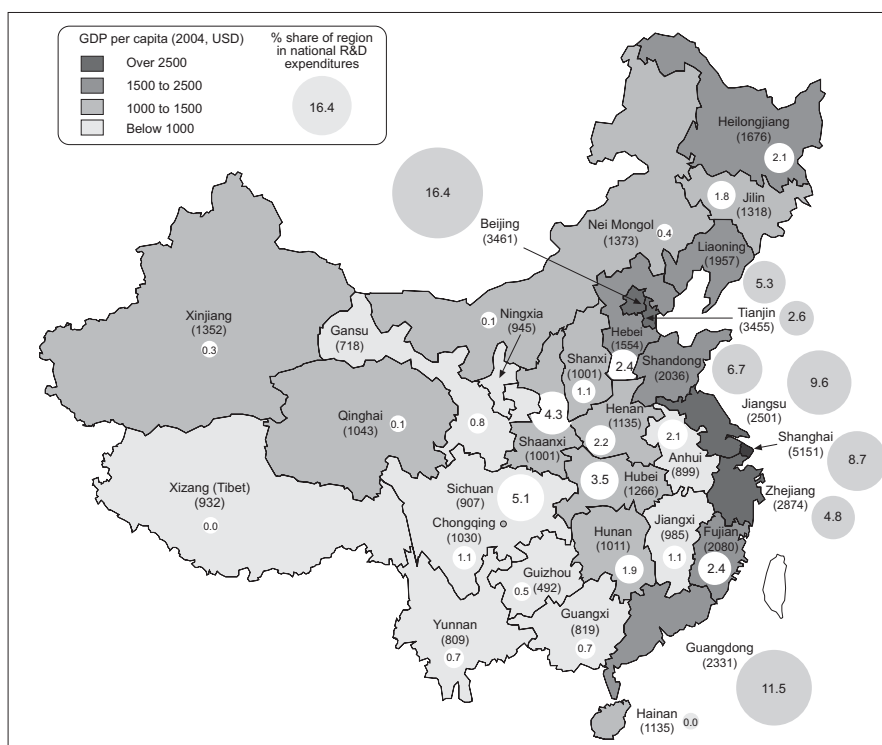 GDP per capita (2004, USD)
Over 2500
1500 to 2500
1000 to 1500
Below 1000
% share of region
in national R&D
expenditures
16.4
Heilongjiang
(1676)
2.1
16.4
1.8
Jilin
(1318)
Beijing
(3461)
Nei Mongol
(1373)
0.4
Liaoning
(1957)
5.3
Xinjiang
(1352)
0.3
Gansu
(718)
0.1
Ningxia
(945)
Tianjin
(3455)
2.6
Hebei
(1554)
2.4
Shanxi
(1001)
1.1
Shandong
(2036)
6.7
9.6
Jiangsu
(2501)
Qinghai
(1043)
0.1
0.8
4.3
Shaanxi
(1001)
Henan
(1135)
2.2
2.1
Anhui
(899)
Shanghai
(5151)
8.7
Xizang (Tibet)
(932)
0.0
Sichuan
(907)
5.1
3.5
Hubei
(1266)
Zhejiang
(2874)
4.8
Chongqing
(1030)
1.1
Hunan
(1011)
1.9
Jiangxi
(985)
1.1
Fujian
(2080)
2.4
Guizhou
(492)
0.5
Guangxi
(819)
0.7
Yunnan
(809)
0.7
Guangdong
(2331)
11.5
Hainan
(1135)
0.0